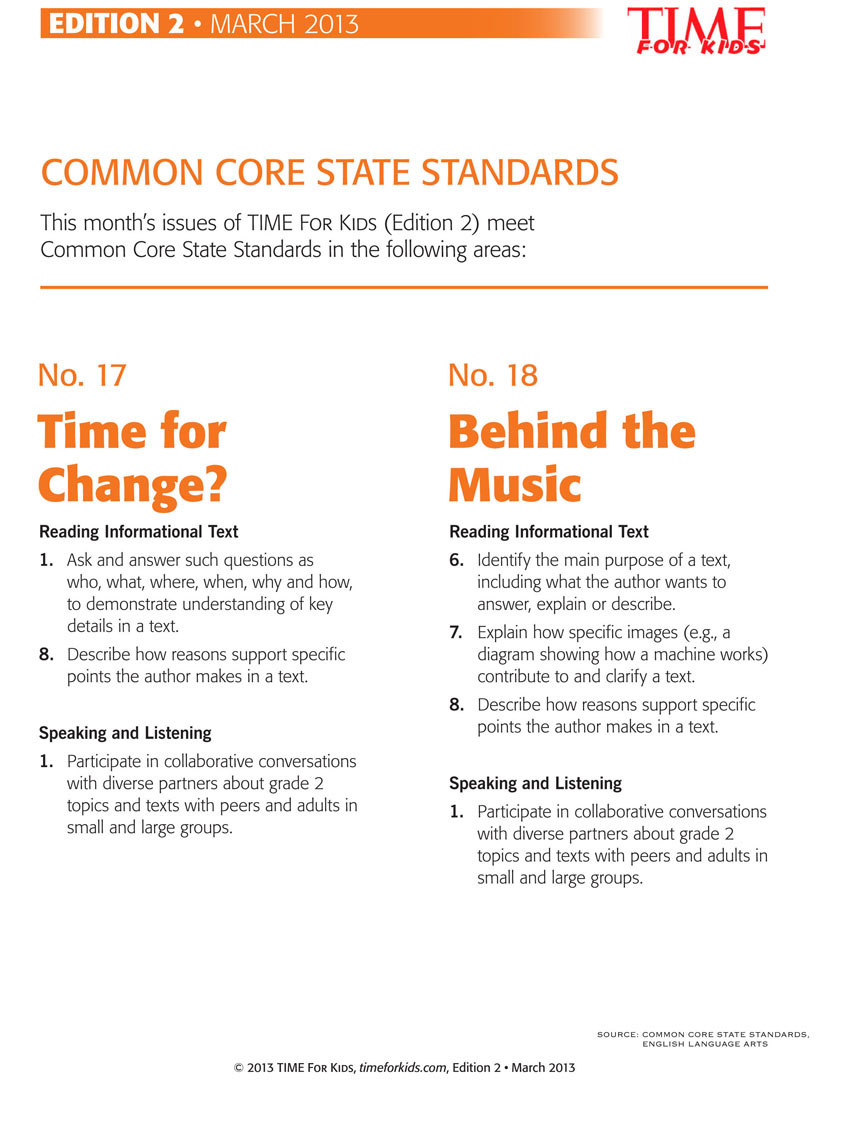 EDITION 2 • MARCH 2013
TIME
FOR KIDS
COMMON CORE STATE STANDARDS
This month's issues of TIME FOR KIDS (Edition 2) meet
Common Core State Standards in the following areas:
No. 17
Time for
Change?
Reading Informational Text
1. Ask and answer such questions as
who, what, where, when, why and how,
to demonstrate understanding of key
details in a text.
8. Describe how reasons support specific
points the author makes in a text.
Speaking and Listening
1. Participate in collaborative conversations
with diverse partners about grade 2
topics and texts with peers and adults in
small and large groups.
No. 18
Behind the
Music
Reading Informational Text
6. Identify the main purpose of a text,
including what the author wants to
answer, explain or describe.
7. Explain how specific images (e.g., a
diagram showing how a machine works)
contribute to and clarify a text.
8. Describe how reasons support specific
points the author makes in a text.
Speaking and Listening
1. Participate in collaborative conversations
with diverse partners about grade 2
topics and texts with peers and adults in
small and large groups.
SOURCE: COMMON CORE STATE STANDARDS,
ENGLISH LANGUAGE ARTS
© 2013 TIME FOR KIDS, timeforkids.com, Edition 2 • March 2013